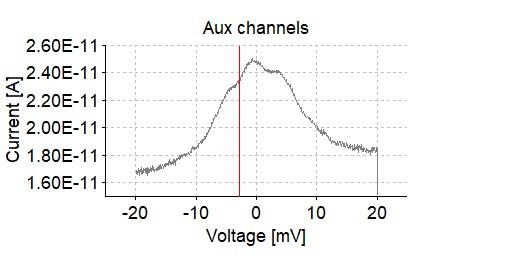 Aux channels
Current [A]
2.60E-11
2.40E-11
2.20E-11
2.00E-11
1.80E-11
1.60E-11
-20 -10 0 10 20
Voltage [mV]